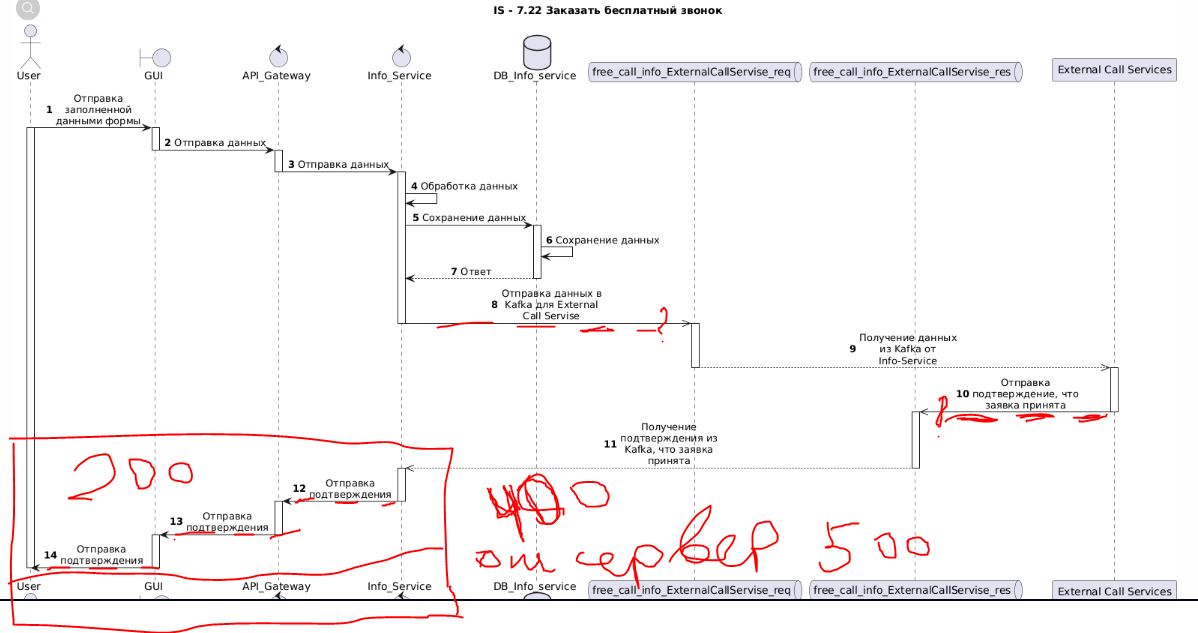 IS - 7.22 Заказать бесплатный звонок
User
GUI
API_Gateway
Info_Service
DB_Info_service
free_call_info_ExternalCallServise_req
free_call_info_ExternalCallServise_res
External Call Services
1 Отправка
заполненной
данными формы
2 Отправка данных
3 Отправка данных
4 Обработка данных
5 Сохранение данных
6 Сохранение данных
7 Ответ
8 Отправка данных в
Kafka для External
Call Servise
?
9 Получение данных
из Kafka от
Info-Service
10 Отправка
подтверждение, что
заявка принята
?
11 Получение
подтверждения из
Kafka, что заявка
принята
200
12 Отправка
подтверждения
13 Отправка
подтверждения
14 Отправка
подтверждения
сервер 500
User
GUI
API_Gateway
Info_Service
DB_Info_service
free_call_info_ExternalCallServise_req
free_call_info_ExternalCallServise_res
External Call Services